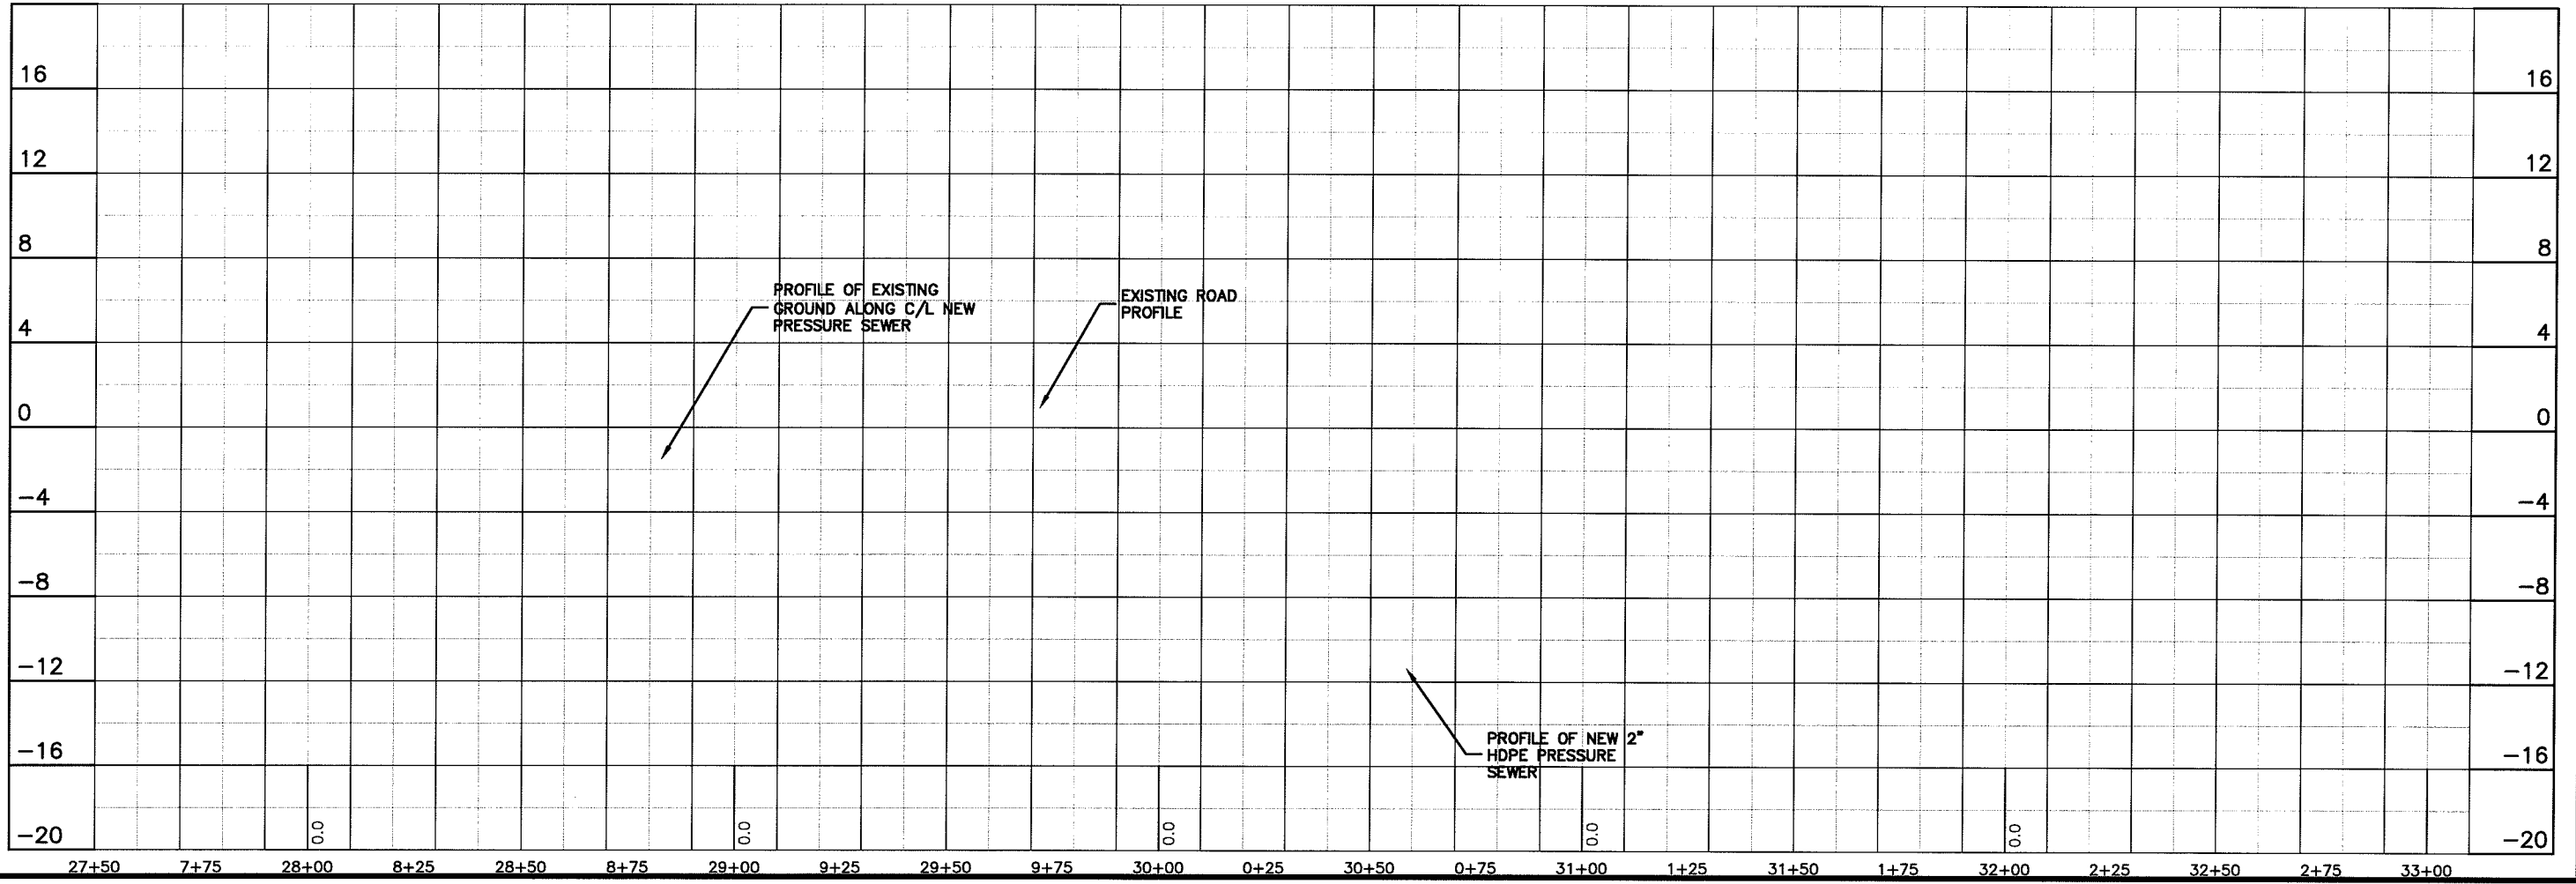 16 16
12 12
8 8
PROFILE OF EXISTING
GROUND ALONG C/L NEW
PRESSURE SEWER
EXISTING ROAD
PROFILE
4 4
0 0
-4 -4
-8 -8
-12 -12
PROFILE OF NEW 2"
HDPE PRESSURE
SEWER
-16 -16
0.0 0.0 0.0 0.0 0.0
-20 -20
27+50 7+75 28+00 8+25 28+50 8+75 29+00 9+25 29+50 9+75 30+00 0+25 30+50 0+75 31+00 1+25 31+50 1+75 32+00 2+25 32+50 2+75 33+00